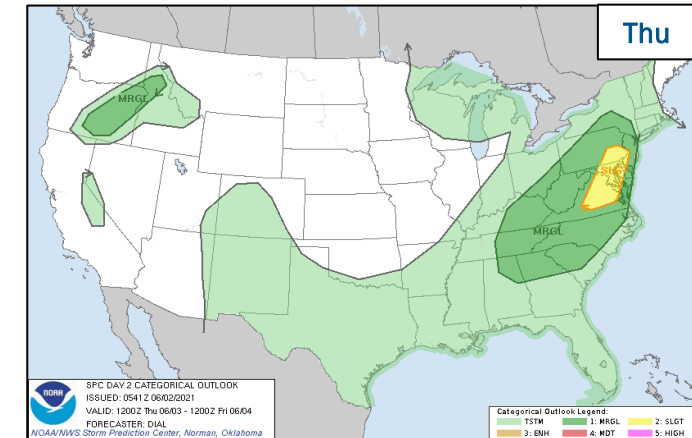 Thu
MRGL
SLGT
MRGL
NOAA
SPC DAY 2 CATEGORICAL OUTLOOK
ISSUED: 0541Z 06/02/2021
VALID: 1200Z Thu 06/03 - 1200Z Fri 06/04
FORECASTER: DIAL
NOAA/NWS Storm Prediction Center, Norman, Oklahoma
Categorical Outlook Legend:
TSTM 1: MRGL 2: SLGT
3: ENH 4: MDT 5: HIGH